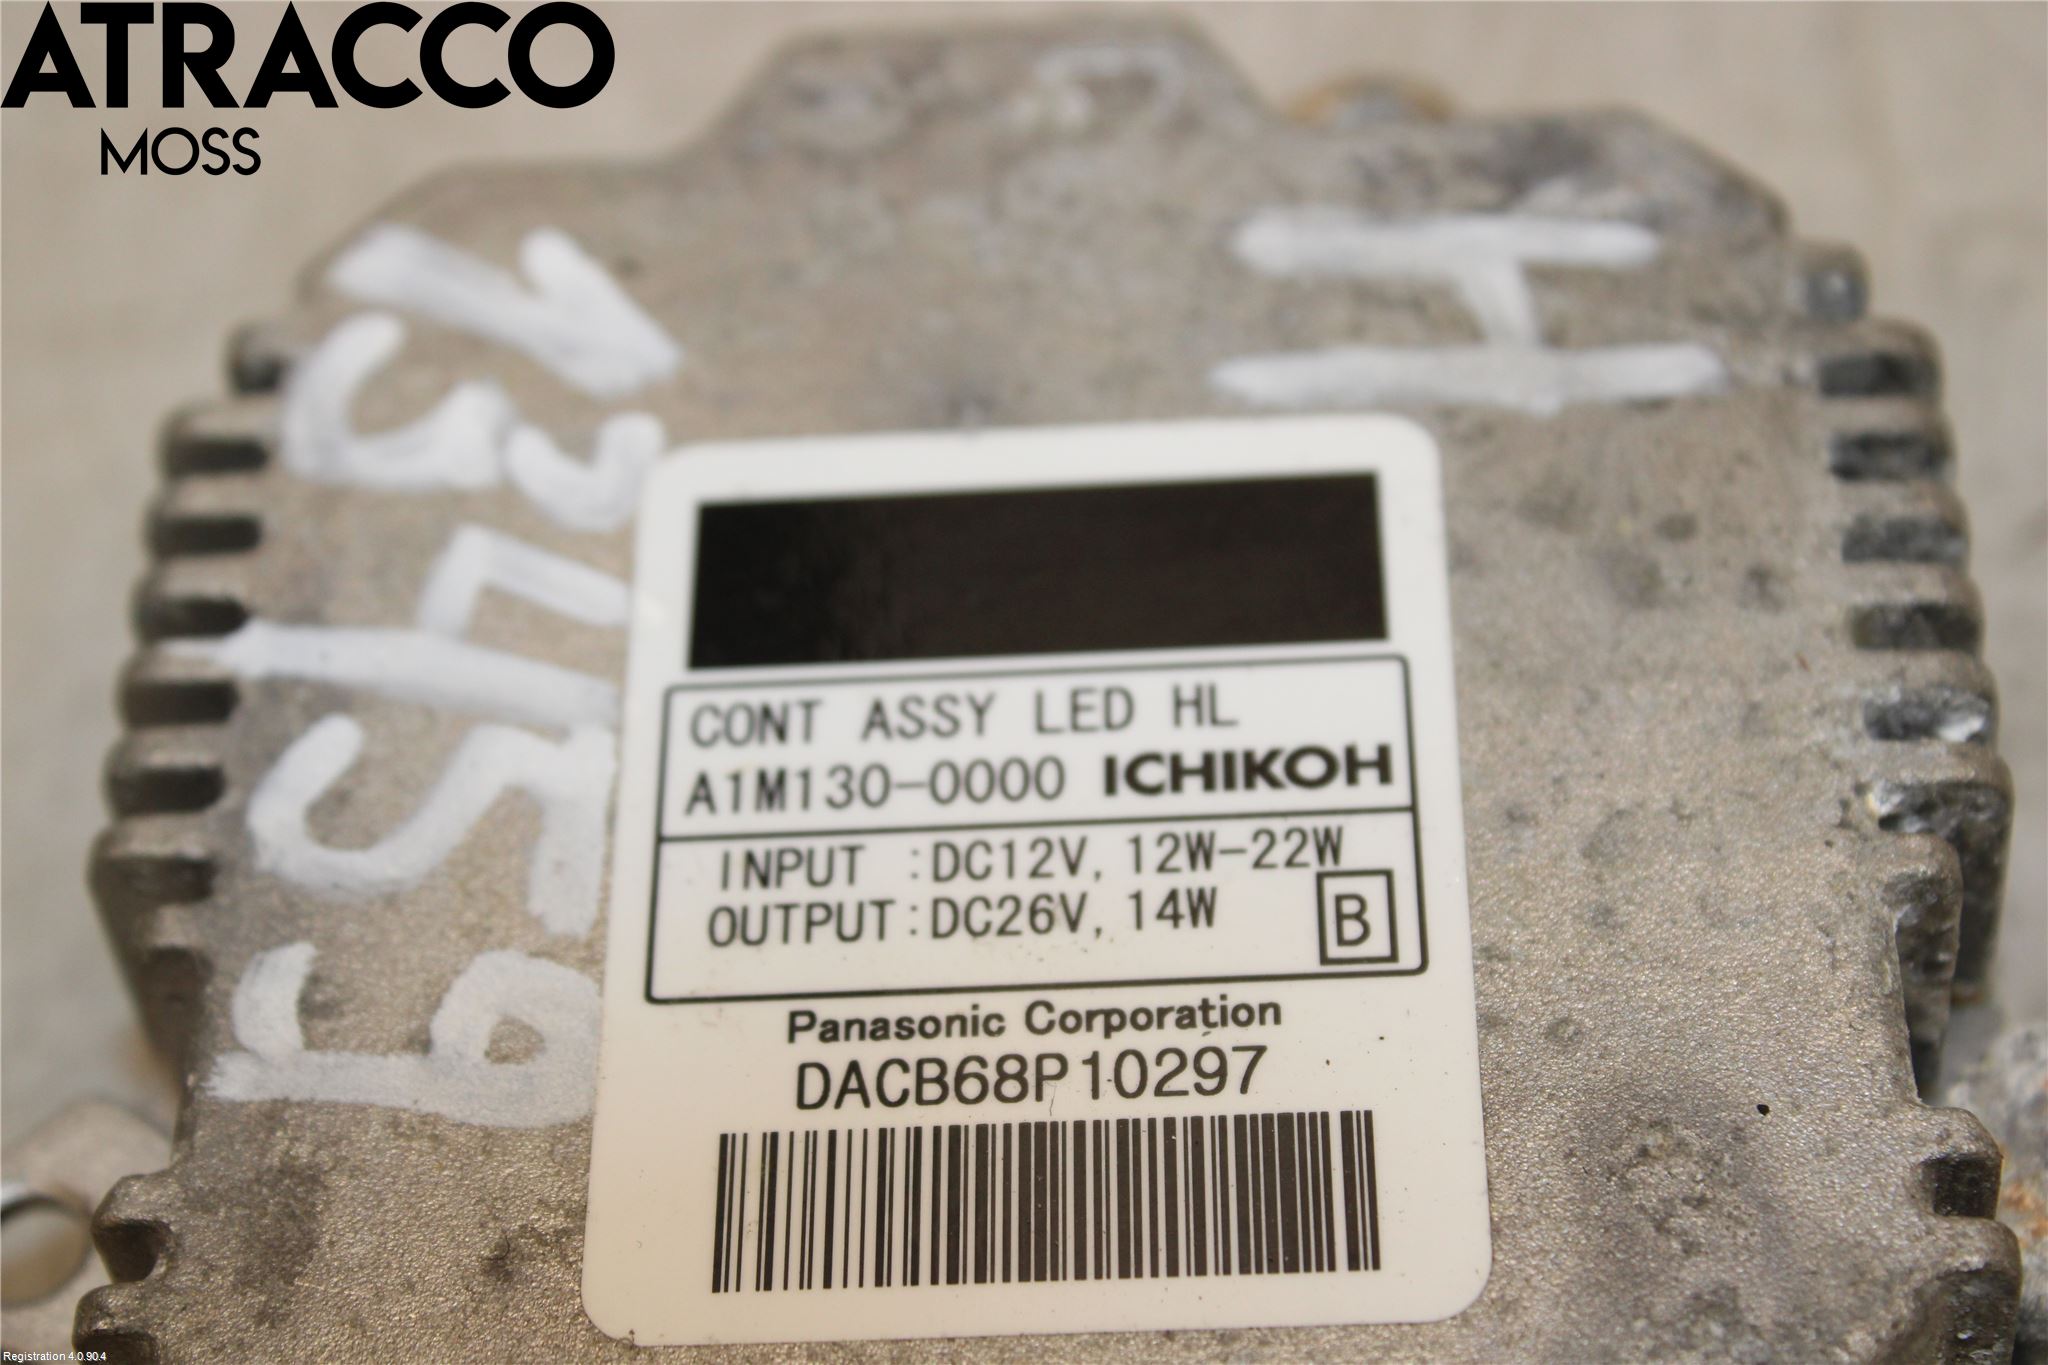 ATRACCO
MOSS
H
CONT ASSY LED HL
A1M130-0000 ICHIKOH
INPUT :DC12V, 12W-22W
OUTPUT:DC26V, 14W
B
Panasonic Corporation
DACB68P10297
Registration 4.0.90.4